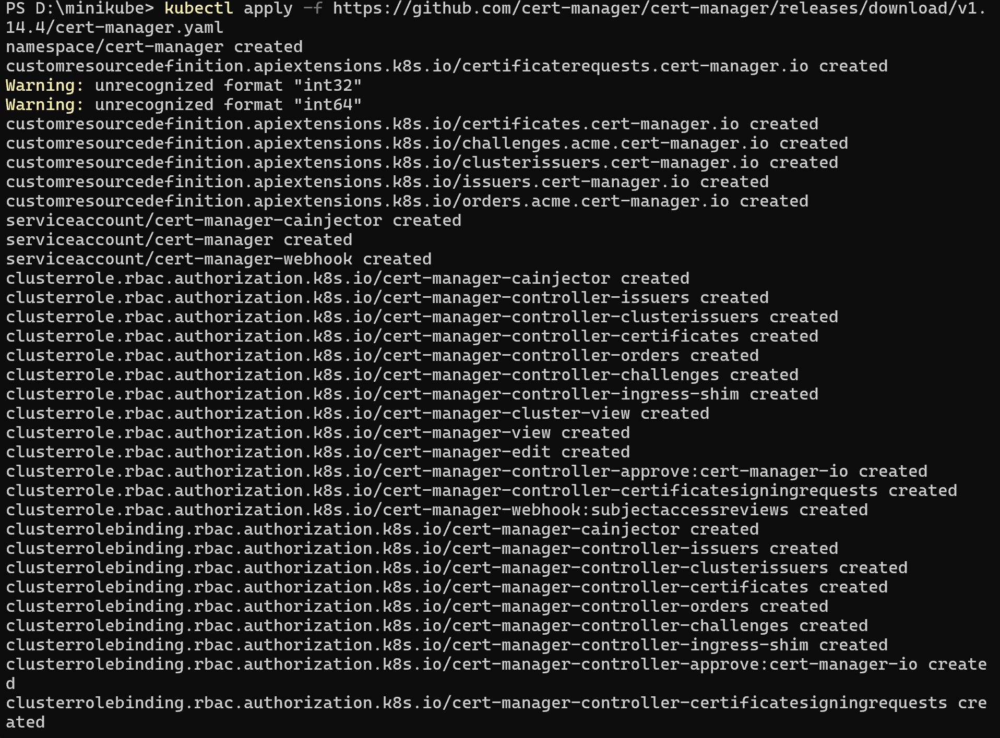 PS D:\minikube> kubectl apply -f https://github.com/cert-manager/cert-manager/releases/download/v1.
14.4/cert-manager.yaml
namespace/cert-manager created
customresourcedefinition.apiextensions.k8s.io/certificaterequests.cert-manager.io created
Warning: unrecognized format "int32"
Warning: unrecognized format "int64"
customresourcedefinition.apiextensions.k8s.io/certificates.cert-manager.io created
customresourcedefinition.apiextensions.k8s.io/challenges.acme.cert-manager.io created
customresourcedefinition.apiextensions.k8s.io/clusterissuers.cert-manager.io created
customresourcedefinition.apiextensions.k8s.io/issuers.cert-manager.io created
customresourcedefinition.apiextensions.k8s.io/orders.acme.cert-manager.io created
serviceaccount/cert-manager-cainjector created
serviceaccount/cert-manager created
serviceaccount/cert-manager-webhook created
clusterrole.rbac.authorization.k8s.io/cert-manager-cainjector created
clusterrole.rbac.authorization.k8s.io/cert-manager-controller-issuers created
clusterrole.rbac.authorization.k8s.io/cert-manager-controller-clusterissuers created
clusterrole.rbac.authorization.k8s.io/cert-manager-controller-certificates created
clusterrole.rbac.authorization.k8s.io/cert-manager-controller-orders created
clusterrole.rbac.authorization.k8s.io/cert-manager-controller-challenges created
clusterrole.rbac.authorization.k8s.io/cert-manager-controller-ingress-shim created
clusterrole.rbac.authorization.k8s.io/cert-manager-cluster-view created
clusterrole.rbac.authorization.k8s.io/cert-manager-view created
clusterrole.rbac.authorization.k8s.io/cert-manager-edit created
clusterrole.rbac.authorization.k8s.io/cert-manager-controller-approve:cert-manager-io created
clusterrole.rbac.authorization.k8s.io/cert-manager-controller-certificatesigningrequests created
clusterrole.rbac.authorization.k8s.io/cert-manager-webhook:subjectaccessreviews created
clusterrolebinding.rbac.authorization.k8s.io/cert-manager-cainjector created
clusterrolebinding.rbac.authorization.k8s.io/cert-manager-controller-issuers created
clusterrolebinding.rbac.authorization.k8s.io/cert-manager-controller-clusterissuers created
clusterrolebinding.rbac.authorization.k8s.io/cert-manager-controller-certificates created
clusterrolebinding.rbac.authorization.k8s.io/cert-manager-controller-orders created
clusterrolebinding.rbac.authorization.k8s.io/cert-manager-controller-challenges created
clusterrolebinding.rbac.authorization.k8s.io/cert-manager-controller-ingress-shim created
clusterrolebinding.rbac.authorization.k8s.io/cert-manager-controller-approve:cert-manager-io create
d
clusterrolebinding.rbac.authorization.k8s.io/cert-manager-controller-certificatesigningrequests cre
ated